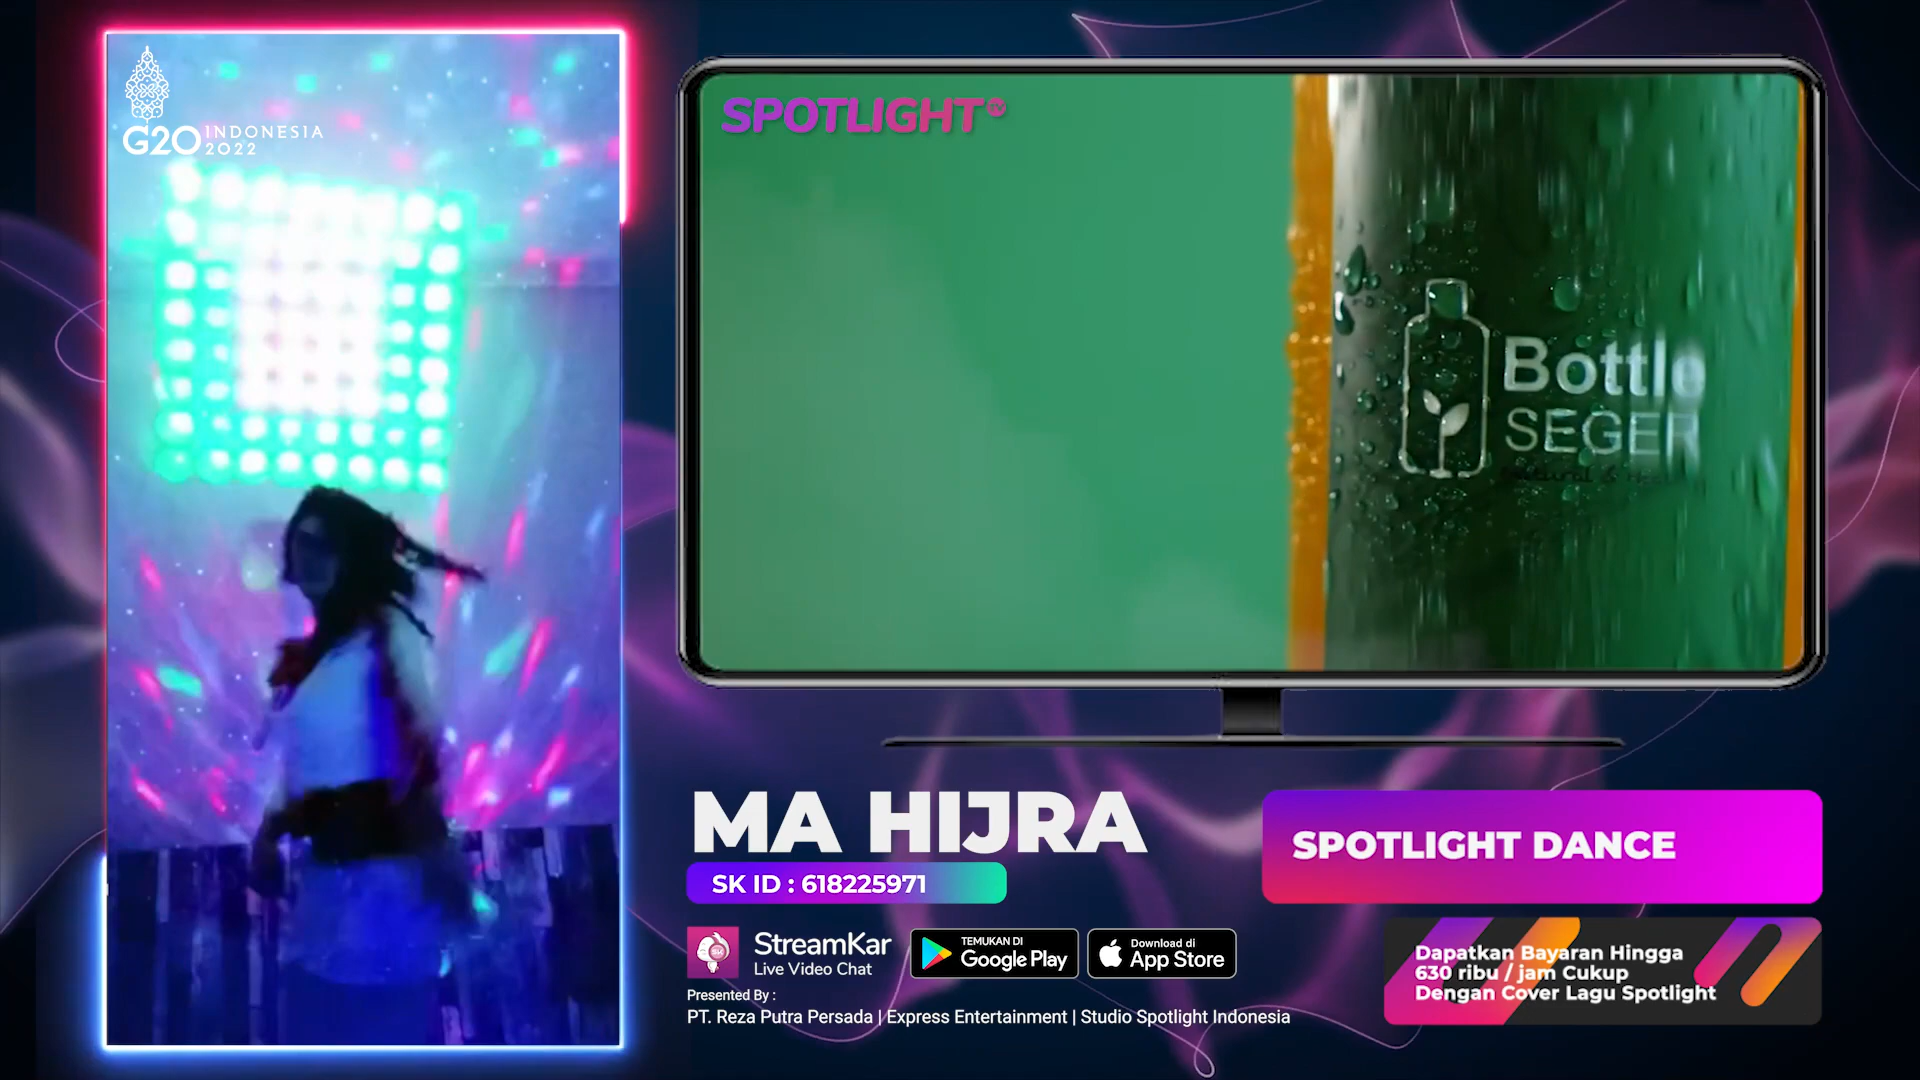 G20 INDONESIA
2022
SPOTLIGHT TV
Bottle
SEGER
MA HIJRA
SK ID : 618225971
SPOTLIGHT DANCE
StreamKar
Live Video Chat
TEMUKAN DI
Google Play
Download di
App Store
Dapatkan Bayaran Hingga
630 ribu / jam Cukup
Dengan Cover Lagu Spotlight
Presented By :
PT. Reza Putra Persada | Express Entertainment | Studio Spotlight Indonesia